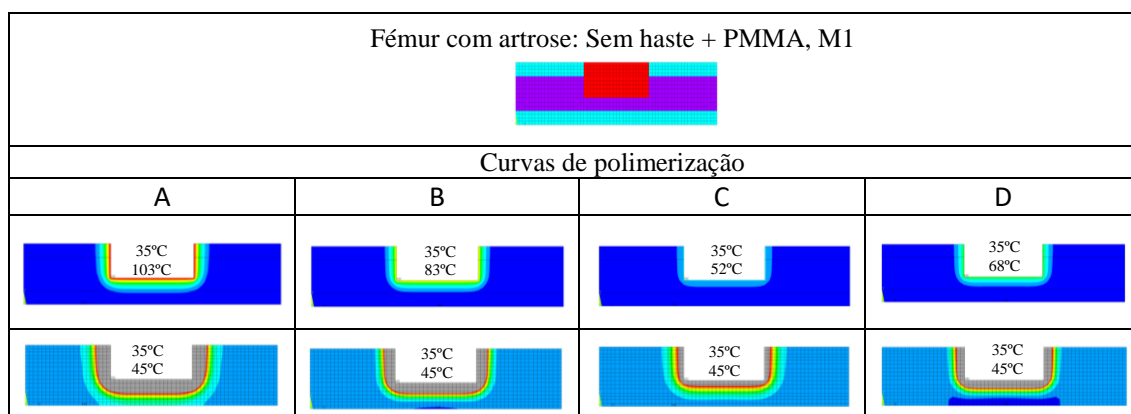 Fémur com artrose: Sem haste + PMMA, M1
Curvas de polimerização
A B C D
35ºC 35ºC 35ºC 35ºC
103ºC 83ºC 52ºC 68ºC
35ºC 35ºC 35ºC 35ºC
45ºC 45ºC 45ºC 45ºC